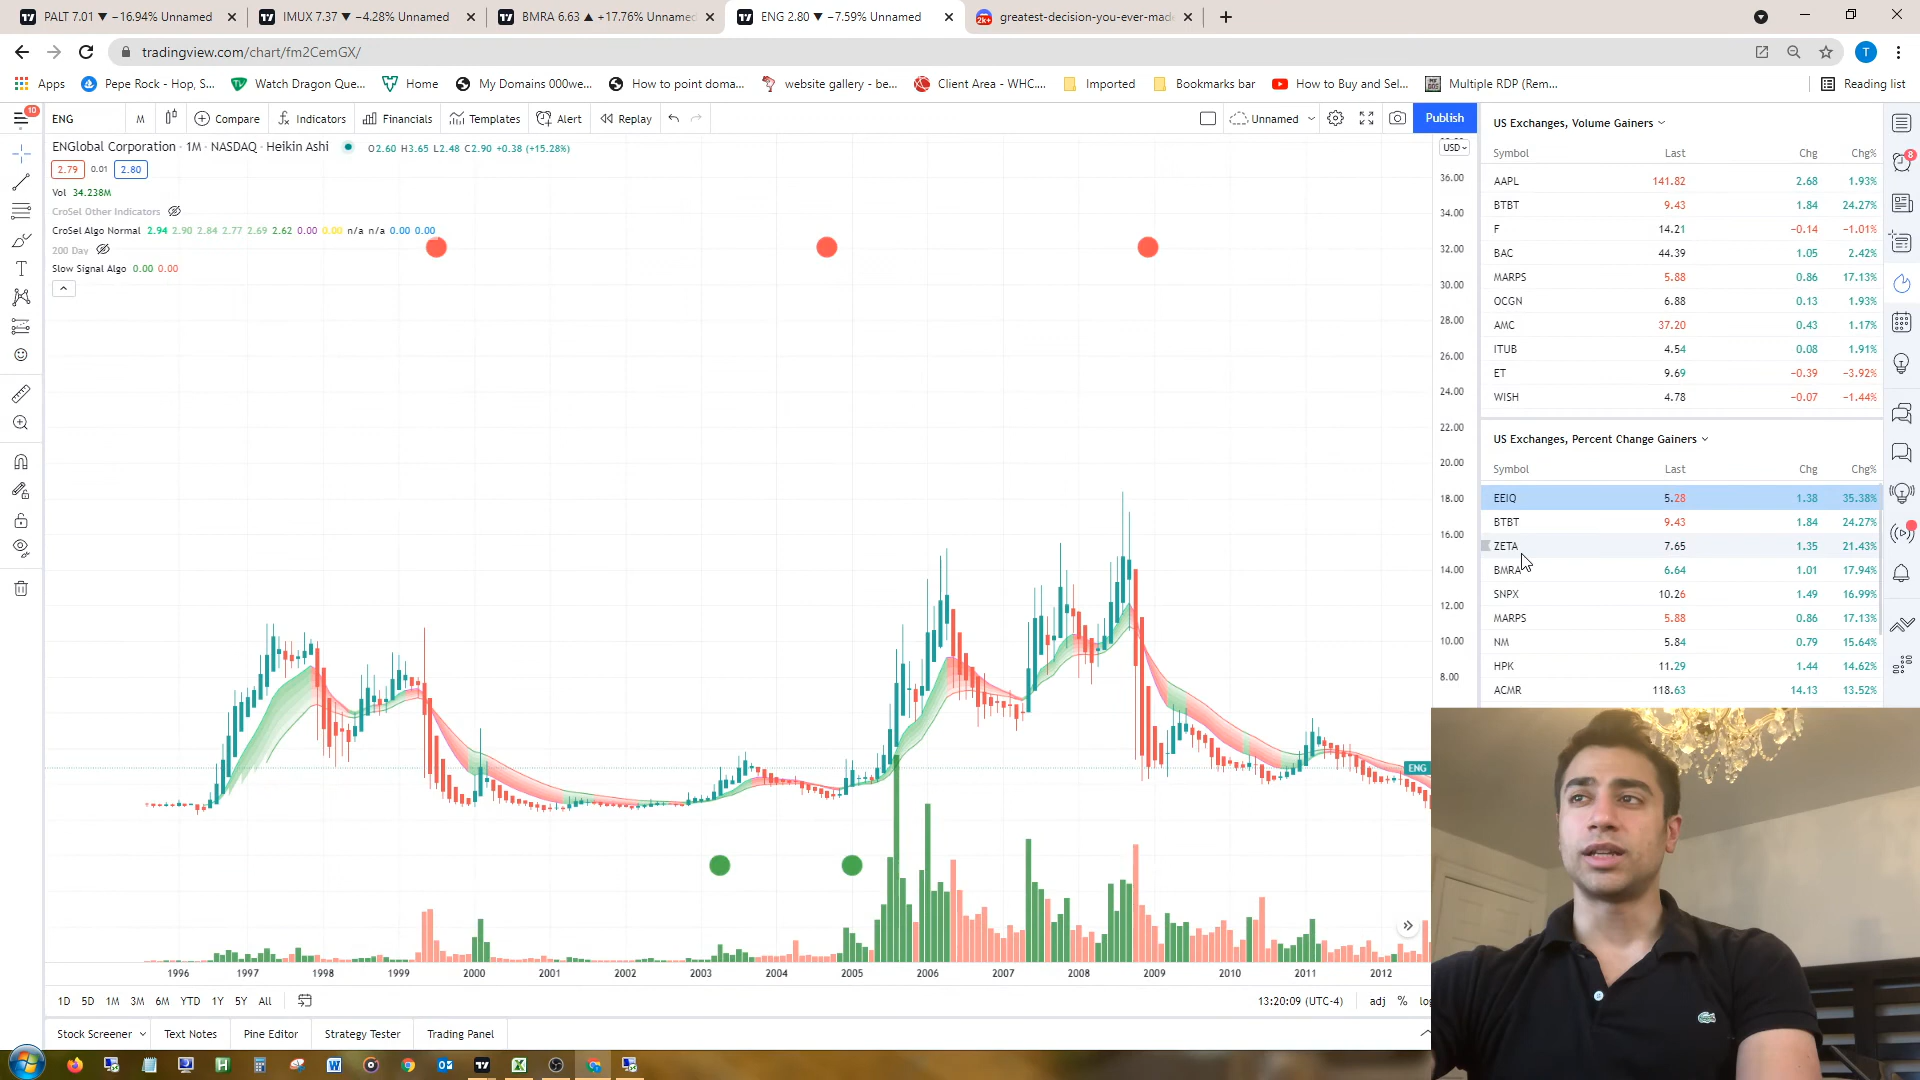 PALT 7.01 ▼ −16.94% Unnamed
IMUX 7.37 ▼ −4.28% Unnamed
BMRA 6.63 ▲ +17.76% Unnamed
ENG 2.80 ▼ −7.59% Unnamed
greatest-decision-you-ever-made
tradingview.com/chart/fm2CemGX/
T
Apps
Pepe Rock - Hop, S...
Watch Dragon Que...
Home
My Domains 000we...
How to point doma...
website gallery - be...
Client Area - WHC....
Imported
Bookmarks bar
How to Buy and Sel...
Multiple RDP (Rem...
Reading list
10
ENG
M
Compare
Indicators
Financials
Templates
Alert
Replay
Unnamed
Publish
ENGlobal Corporation · 1M · NASDAQ · Heikin Ashi
O2.60 H3.65 L2.48 C2.90 +0.38 (+15.28%)
2.79 0.01 2.80
Vol 34.238M
CroSel Other Indicators
CroSel Algo Normal 2.94 2.90 2.84 2.77 2.69 2.62 0.00 0.00 n/a n/a 0.00 0.00
200 Day
Slow Signal Algo 0.00 0.00
USD
36.00
34.00
32.00
30.00
28.00
26.00
24.00
22.00
20.00
18.00
16.00
14.00
12.00
10.00
8.00
ENG
1996 1997 1998 1999 2000 2001 2002 2003 2004 2005 2006 2007 2008 2009 2010 2011 2012
1D 5D 1M 3M 6M YTD 1Y 5Y All
13:20:09 (UTC-4) adj %
Stock Screener
Text Notes
Pine Editor
Strategy Tester
Trading Panel
US Exchanges, Volume Gainers
Symbol Last Chg Chg%
AAPL 141.82 2.68 1.93%
BTBT 9.43 1.84 24.27%
F 14.21 −0.14 −1.01%
BAC 44.39 1.05 2.42%
MARPS 5.88 0.86 17.13%
OCGN 6.88 0.13 1.93%
AMC 37.20 0.43 1.17%
ITUB 4.54 0.08 1.91%
ET 9.69 −0.39 −3.92%
WISH 4.78 −0.07 −1.44%
US Exchanges, Percent Change Gainers
Symbol Last Chg Chg%
EEIQ 5.28 1.38 35.38%
BTBT 9.43 1.84 24.27%
ZETA 7.65 1.35 21.43%
BMRA 6.64 1.01 17.94%
SNPX 10.26 1.49 16.99%
MARPS 5.88 0.86 17.13%
NM 5.84 0.79 15.64%
HPK 11.29 1.44 14.62%
ACMR 118.63 14.13 13.52%
8